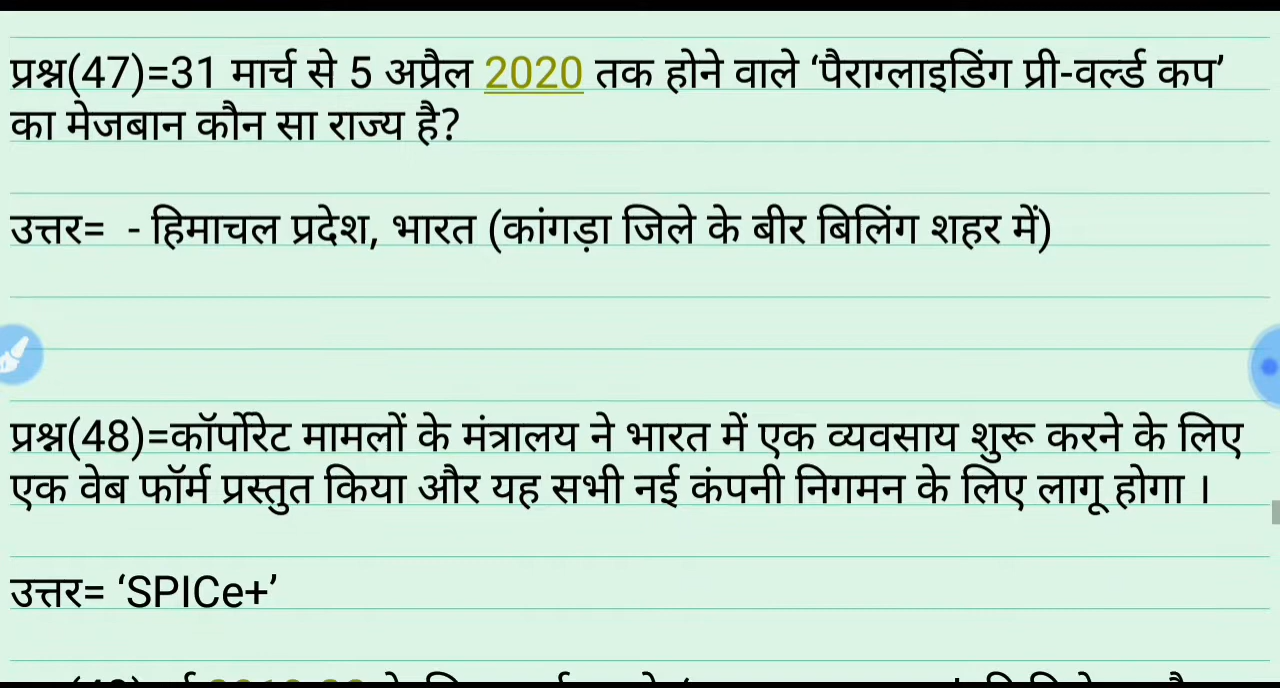 प्रश्न(47)=31 मार्च से 5 अप्रैल 2020 तक होने वाले ‘पैराग्लाइडिंग प्री-वर्ल्ड कप’
का मेजबान कौन सा राज्य है?
उत्तर=  - हिमाचल प्रदेश, भारत (कांगड़ा जिले के बीर बिलिंग शहर में)
प्रश्न(48)=कॉर्पोरेट मामलों के मंत्रालय ने भारत में एक व्यवसाय शुरू करने के लिए
एक वेब फॉर्म प्रस्तुत किया और यह सभी नई कंपनी निगमन के लिए लागू होगा ।
उत्तर= ‘SPICe+’